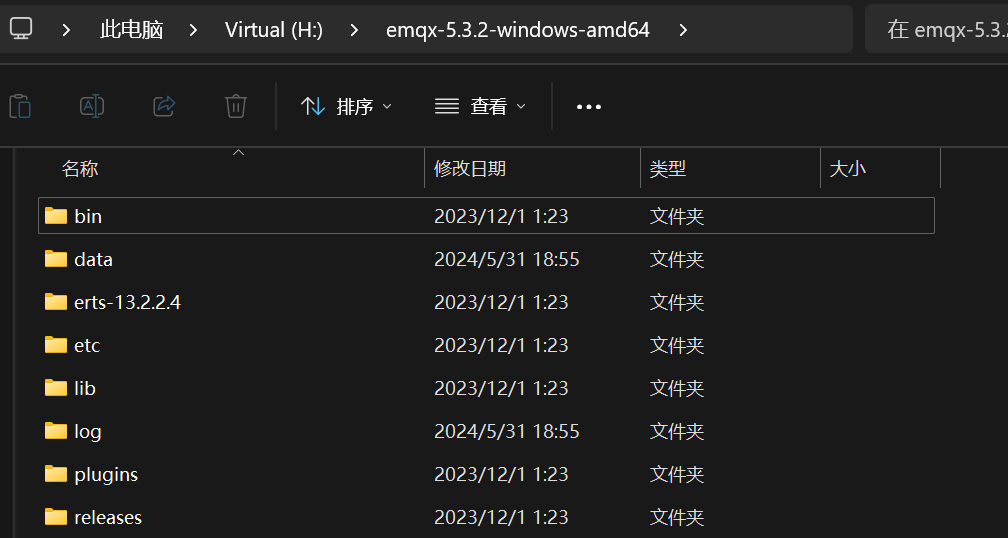 此电脑 > Virtual (H:) > emqx-5.3.2-windows-amd64 > 在 emqx-5.3.
排序 查看
名称 修改日期 类型 大小
bin 2023/12/1 1:23 文件夹
data 2024/5/31 18:55 文件夹
erts-13.2.2.4 2023/12/1 1:23 文件夹
etc 2023/12/1 1:23 文件夹
lib 2023/12/1 1:23 文件夹
log 2024/5/31 18:55 文件夹
plugins 2023/12/1 1:23 文件夹
releases 2023/12/1 1:23 文件夹